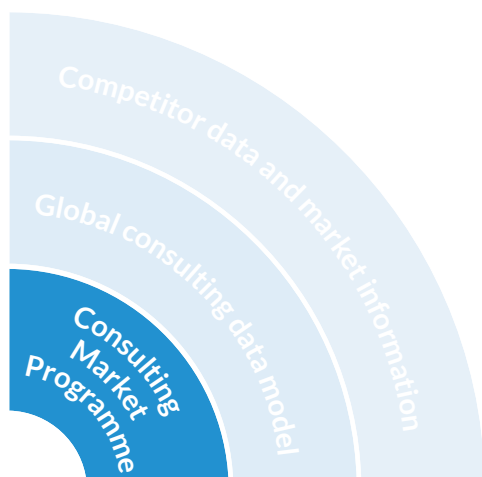 Competitor data and market information
Global consulting data model
Consulting
Market
Programme